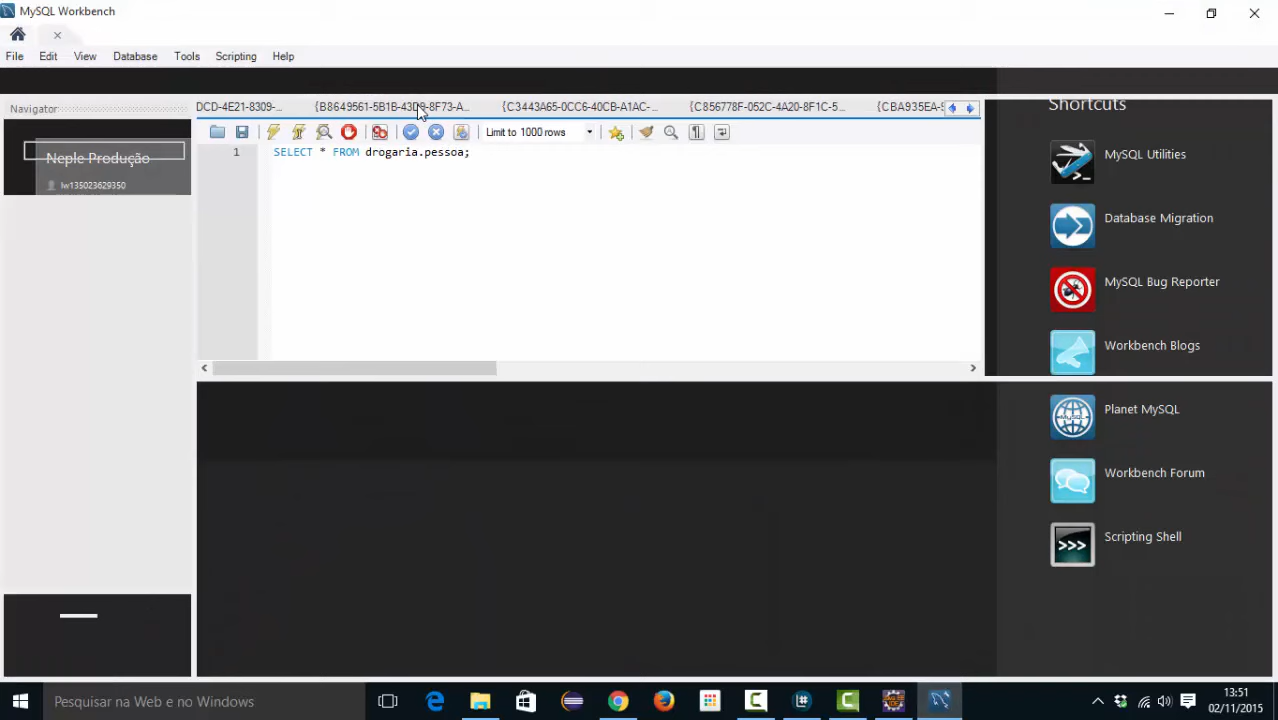 MySQL Workbench
File Edit View Database Tools Scripting Help
Navigator
DCD-4E21-8309-... {B8649561-5B1B-43D9-8F73-A... {C3443A65-0CC6-40CB-A1AC-... {C856778F-052C-4A20-8F1C-5... {CBA935EA-5
Limit to 1000 rows
1 SELECT * FROM drogaria.pessoa;
Neple Produção
lw135023629350
Shortcuts
MySQL Utilities
Database Migration
MySQL Bug Reporter
Workbench Blogs
Planet MySQL
Workbench Forum
Scripting Shell
Pesquisar na Web e no Windows
13:51
02/11/2015